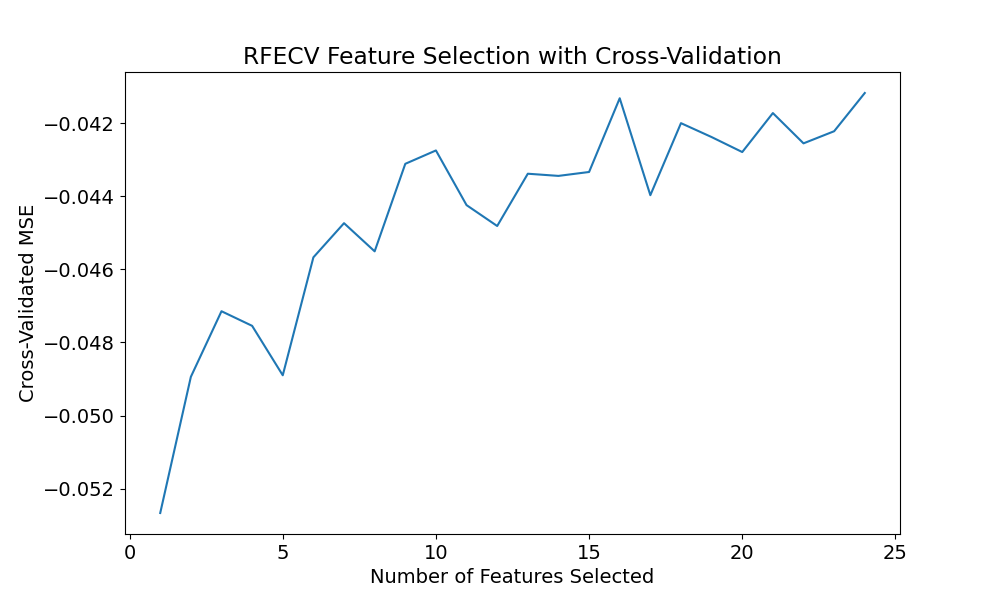 RFECV Feature Selection with Cross-Validation
Cross-Validated MSE
−0.042
−0.044
−0.046
−0.048
−0.050
−0.052
0 5 10 15 20 25
Number of Features Selected